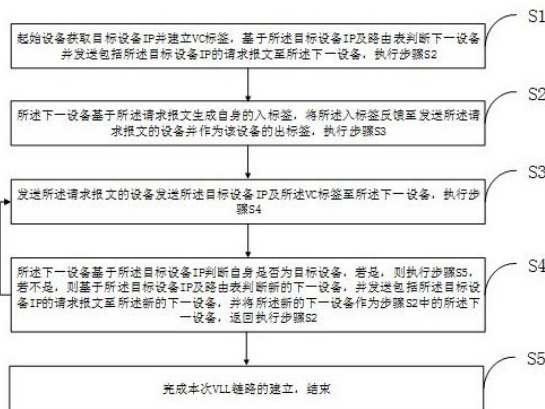 S1
起始设备获取目标设备IP并建立VC标签，基于所述目标设备IP及路由表判断下一设备
并发送包括所述目标设备IP的请求报文至所述下一设备，执行步骤S2
S2
所述下一设备基于所述请求报文生成自身的入标签，将所述入标签反馈至发送所述请
求报文的设备并作为该设备的出标签，执行步骤S3
S3
发送所述请求报文的设备发送所述目标设备IP及所述VC标签至所述下一设备，执行步
骤S4
S4
所述下一设备基于所述目标设备IP判断自身是否为目标设备，若是，则执行步骤S5，
若不是，则基于所述目标设备IP及路由表判断新的下一设备，并发送包括所述目标设
备IP的请求报文至所述新的下一设备，并将所述新的下一设备作为步骤S2中的所述下
一设备，返回执行步骤S2
S5
完成本次VLL链路的建立，结束